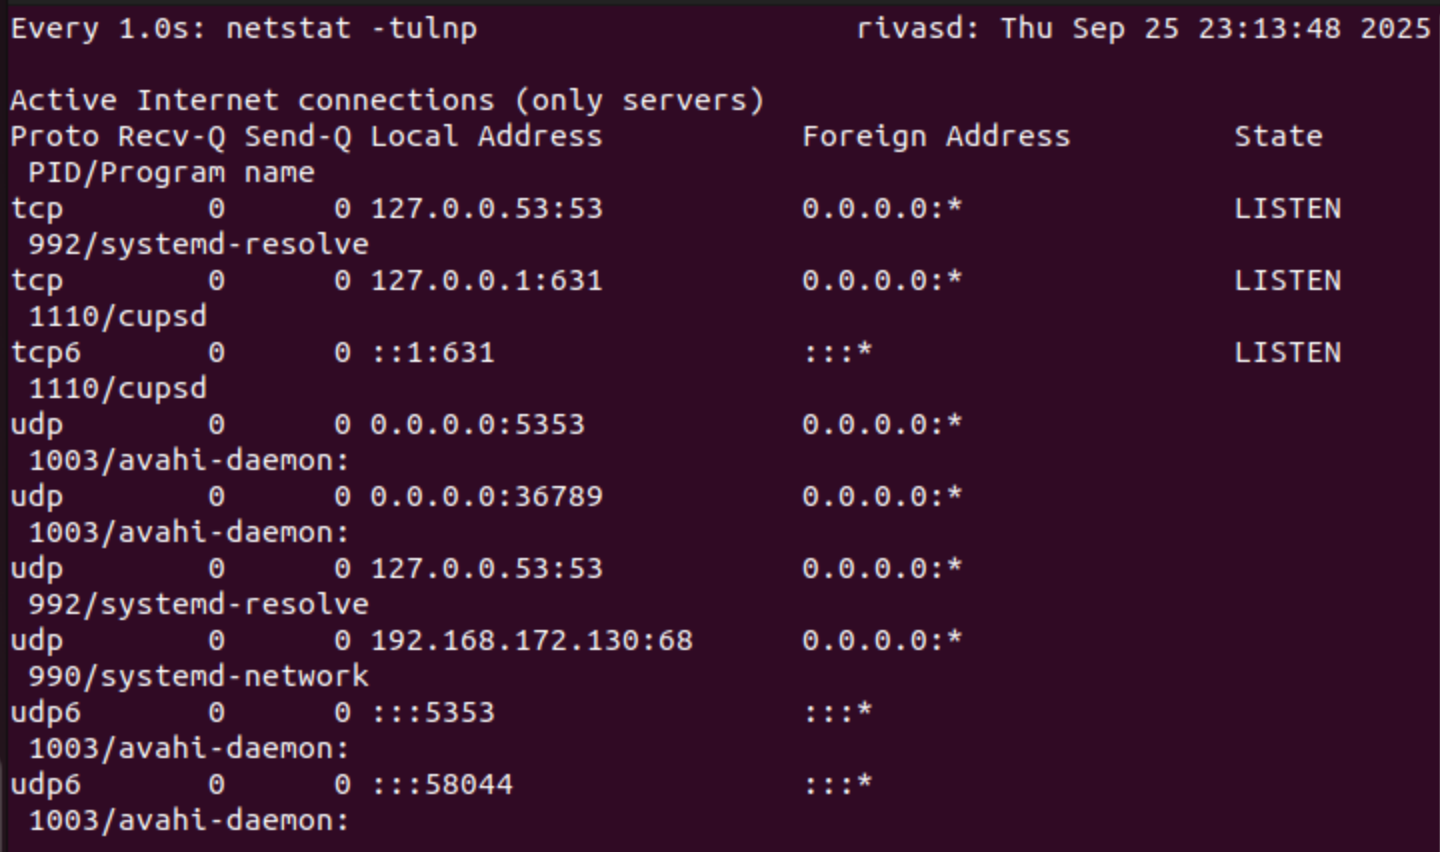 Every 1.0s: netstat -tulnp rivasd: Thu Sep 25 23:13:48 2025
Active Internet connections (only servers)
Proto Recv-Q Send-Q Local Address Foreign Address State
PID/Program name
tcp 0 0 127.0.0.53:53 0.0.0.0:* LISTEN
992/systemd-resolve
tcp 0 0 127.0.0.1:631 0.0.0.0:* LISTEN
1110/cupsd
tcp6 0 0 ::1:631 :::* LISTEN
1110/cupsd
udp 0 0 0.0.0.0:5353 0.0.0.0:*
1003/avahi-daemon:
udp 0 0 0.0.0.0:36789 0.0.0.0:*
1003/avahi-daemon:
udp 0 0 127.0.0.53:53 0.0.0.0:*
992/systemd-resolve
udp 0 0 192.168.172.130:68 0.0.0.0:*
990/systemd-network
udp6 0 0 :::5353 :::*
1003/avahi-daemon:
udp6 0 0 :::58044 :::*
1003/avahi-daemon: